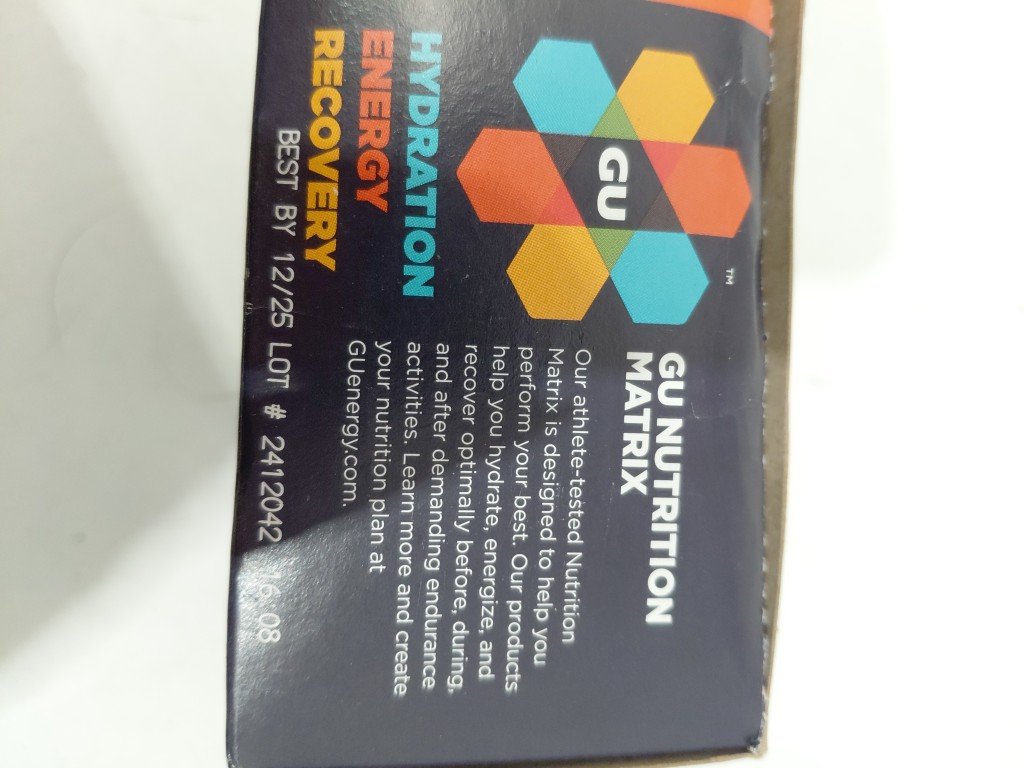 GU
™
HYDRATION
ENERGY
RECOVERY
GU NUTRITION
MATRIX
Our athlete-tested Nutrition
Matrix is designed to help you
perform your best. Our products
help you hydrate, energize, and
recover optimally before, during,
and after demanding endurance
activities. Learn more and create
your nutrition plan at
GUenergy.com.
BEST BY 12/25 LOT # 2412042 16:08